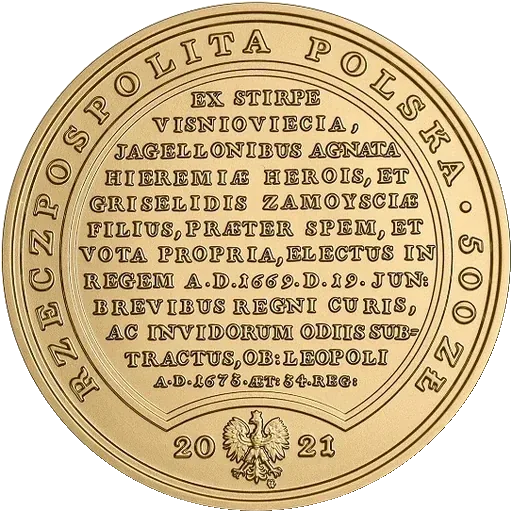 RZECZPOSPOLITA POLSKA · 500 ZŁ
EX STIRPE
VISNIOVIECIA,
JAGELLONIBUS AGNATA
HIEREMIÆ HEROIS, ET
GRISELIDIS ZAMOYSCIÆ
FILIUS, PRÆTER SPEM, ET
VOTA PROPRIA, ELECTUS IN
REGEM A.D.1669.D.19.JUN:
BREVIBUS REGNI CURIS,
AC INVIDORUM ODIIS SUB-
TRACTUS, OB: LEOPOLI
A.D.1673.ÆT:34.REG:
20 21